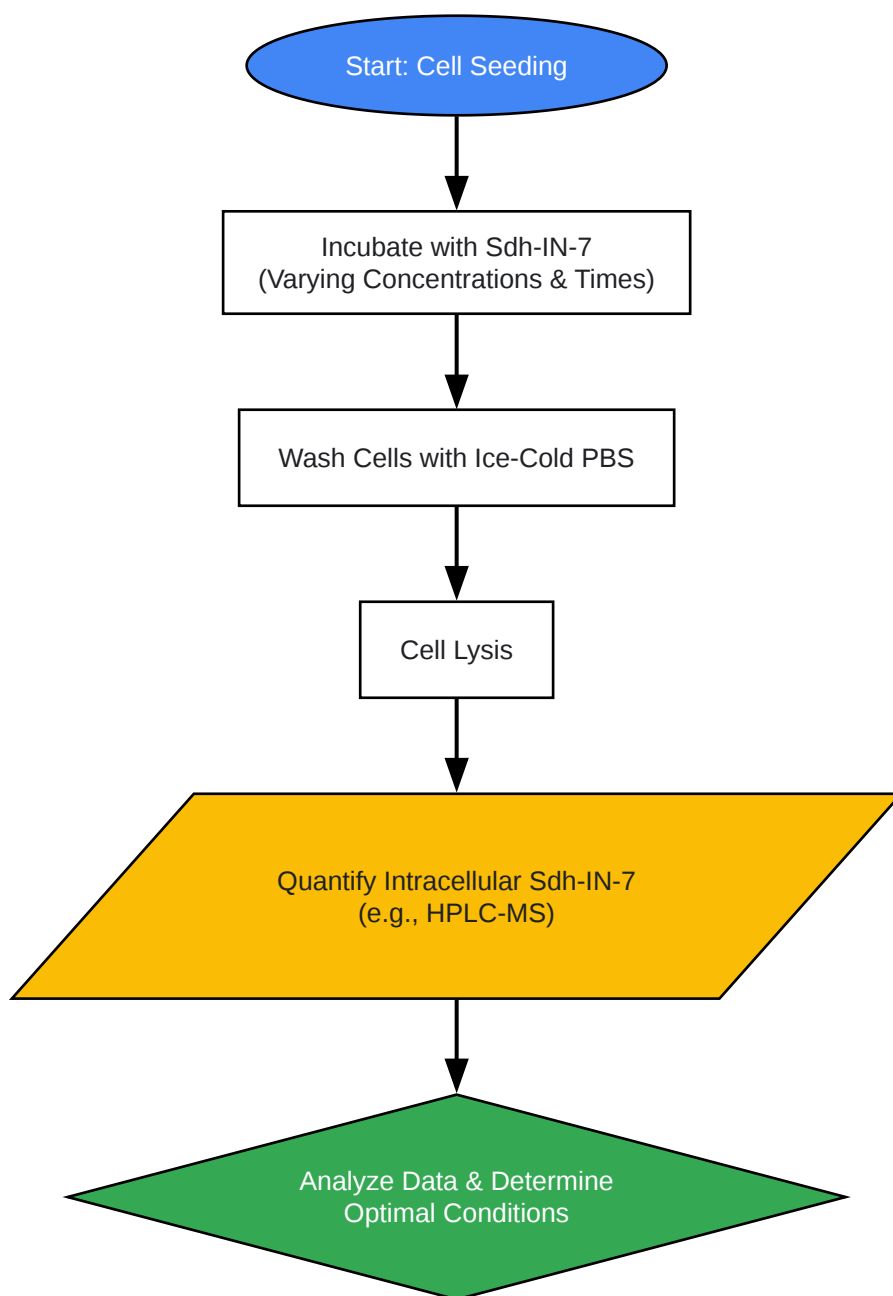 Start: Cell Seeding
Incubate with Sdh-IN-7
(Varying Concentrations & Times)
Wash Cells with Ice-Cold PBS
Cell Lysis
Quantify Intracellular Sdh-IN-7
(e.g., HPLC-MS)
Analyze Data & Determine
Optimal Conditions